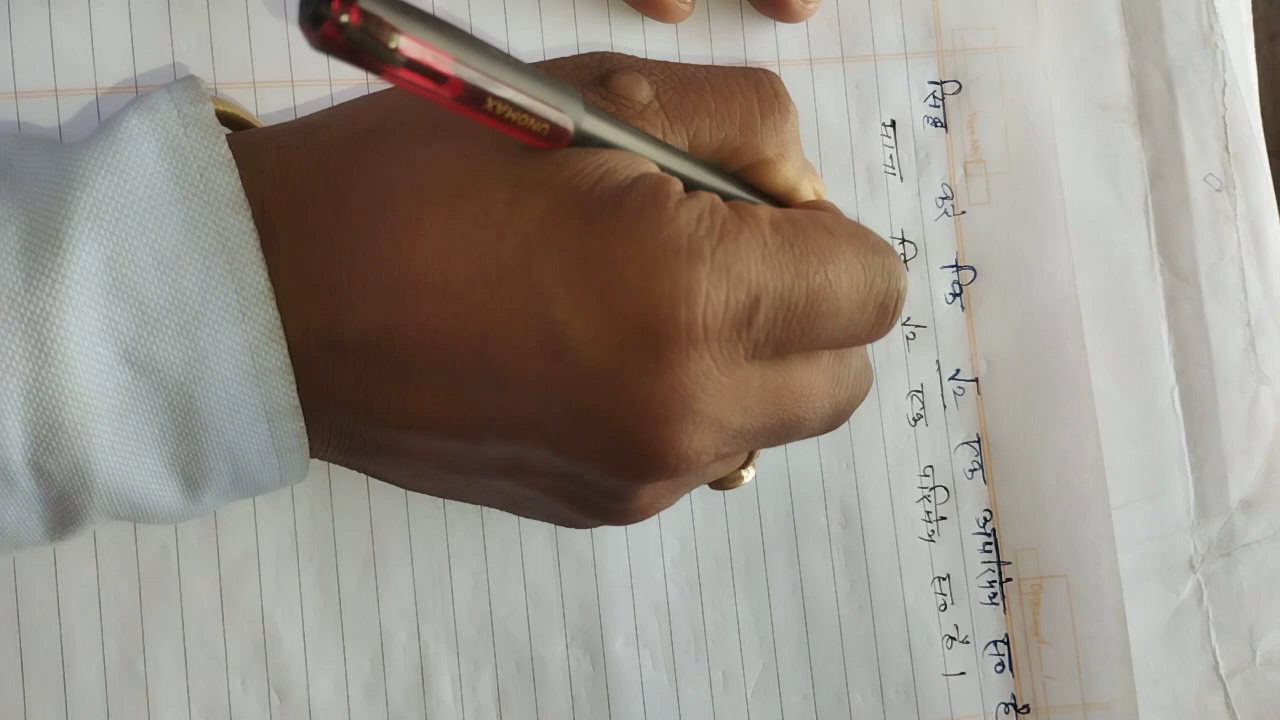 सिद्ध करे कि √2 एक अपरिमेय सं० है
माना कि √2 एक परिमेय सं० है।
UNOMAX